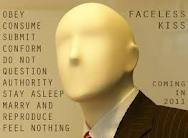 OBEY
CONSUME
SUBMIT
CONFORM
DO NOT
QUESTION
AUTHORITY
STAY ASLEEP
MARRY AND
REPRODUCE
FEEL NOTHING
FACELESS
KISS
COMING
IN
2011